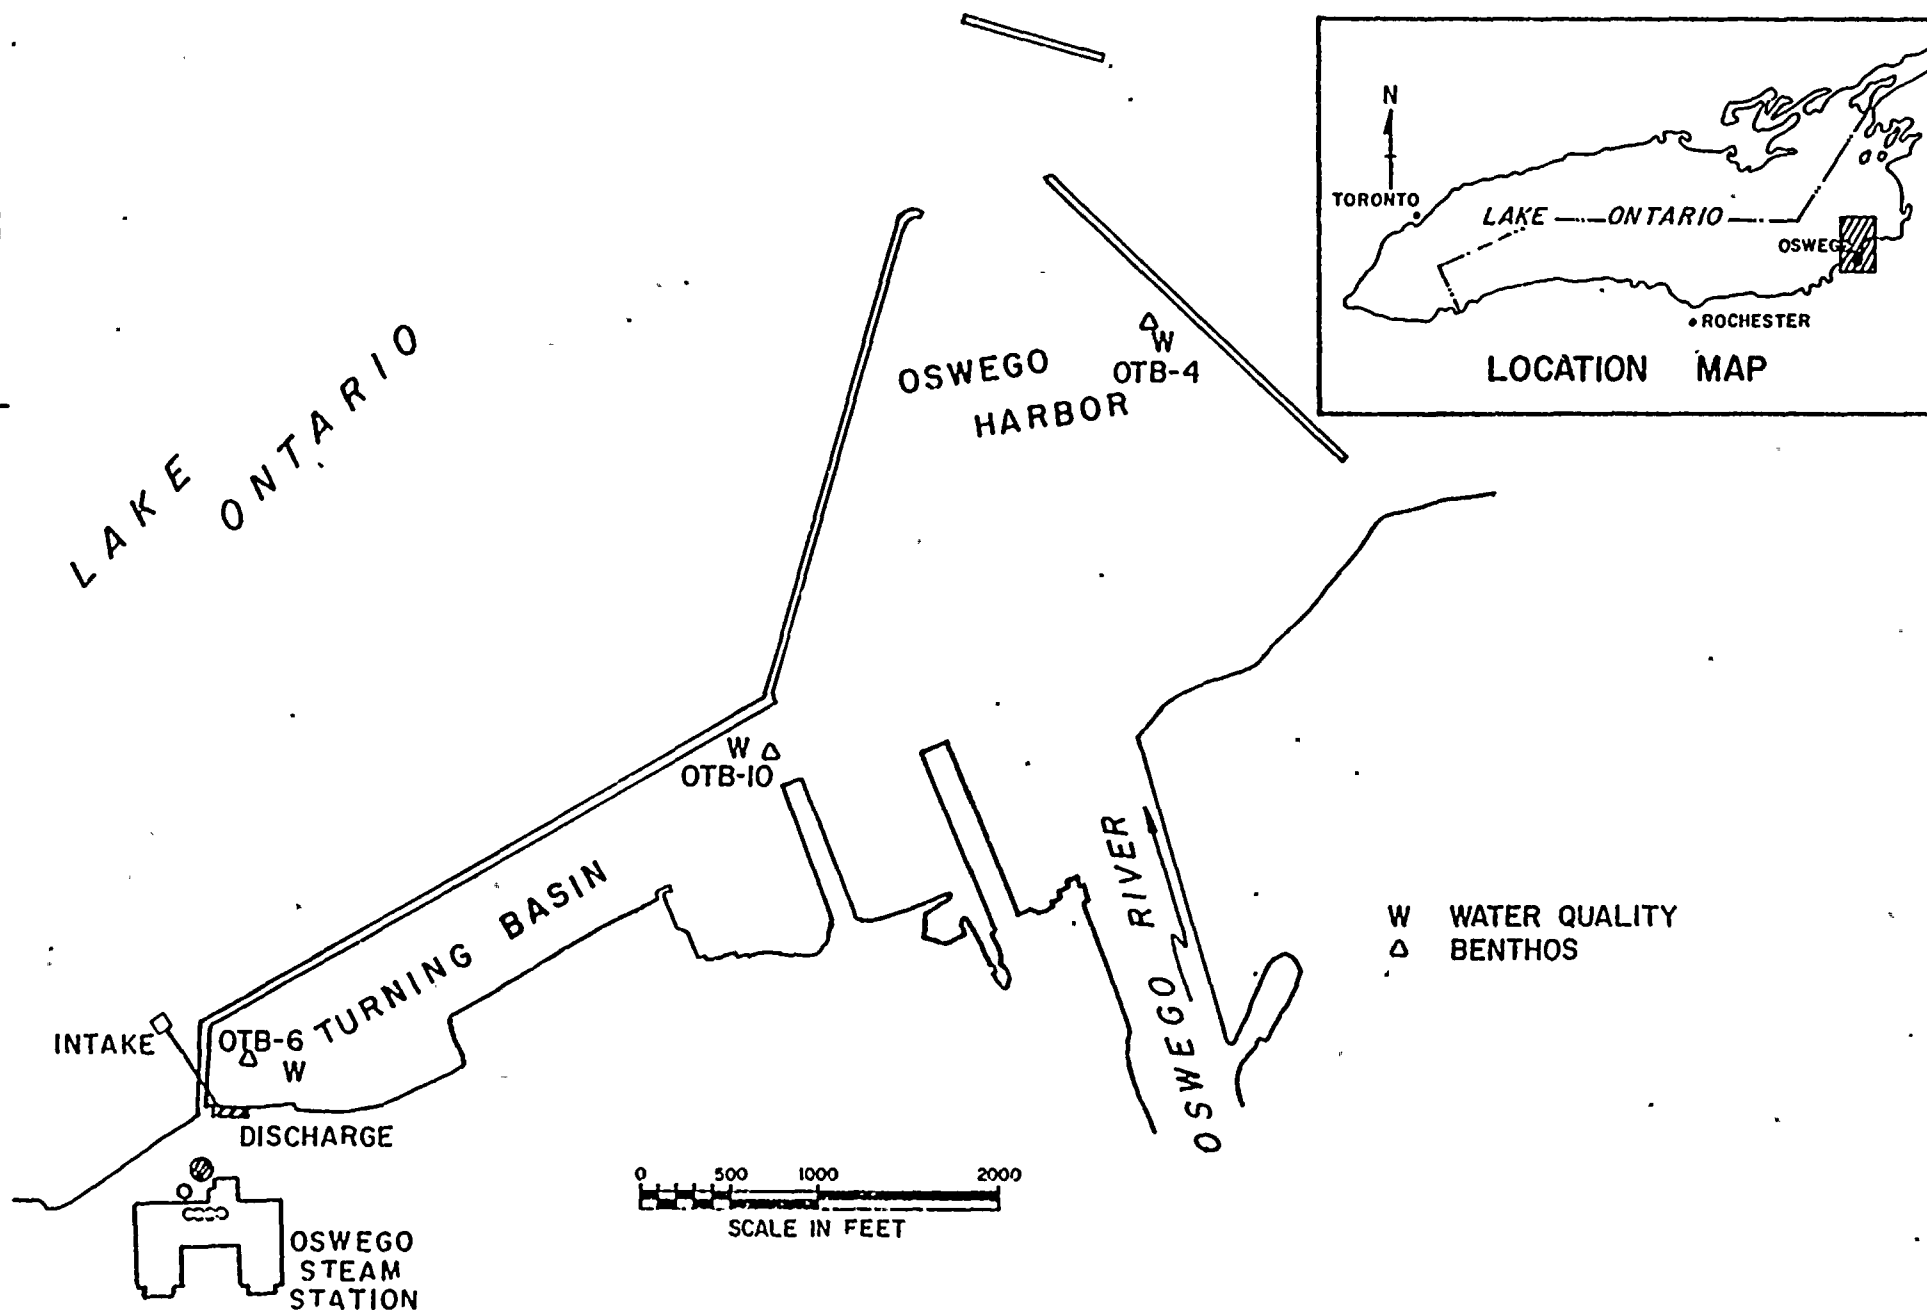 N
TORONTO
LAKE ONTARIO
OSWEG
ROCHESTER
LOCATION MAP
LAKE
ONTARIO
OSWEGO
HARBOR
W
OTB-4
W
OTB-10
TURNING BASIN
OSWEGO RIVER
W WATER QUALITY
BENTHOS
INTAKE
OTB-6
W
DISCHARGE
0 500 1000 2000
SCALE IN FEET
OSWEGO
STEAM
STATION